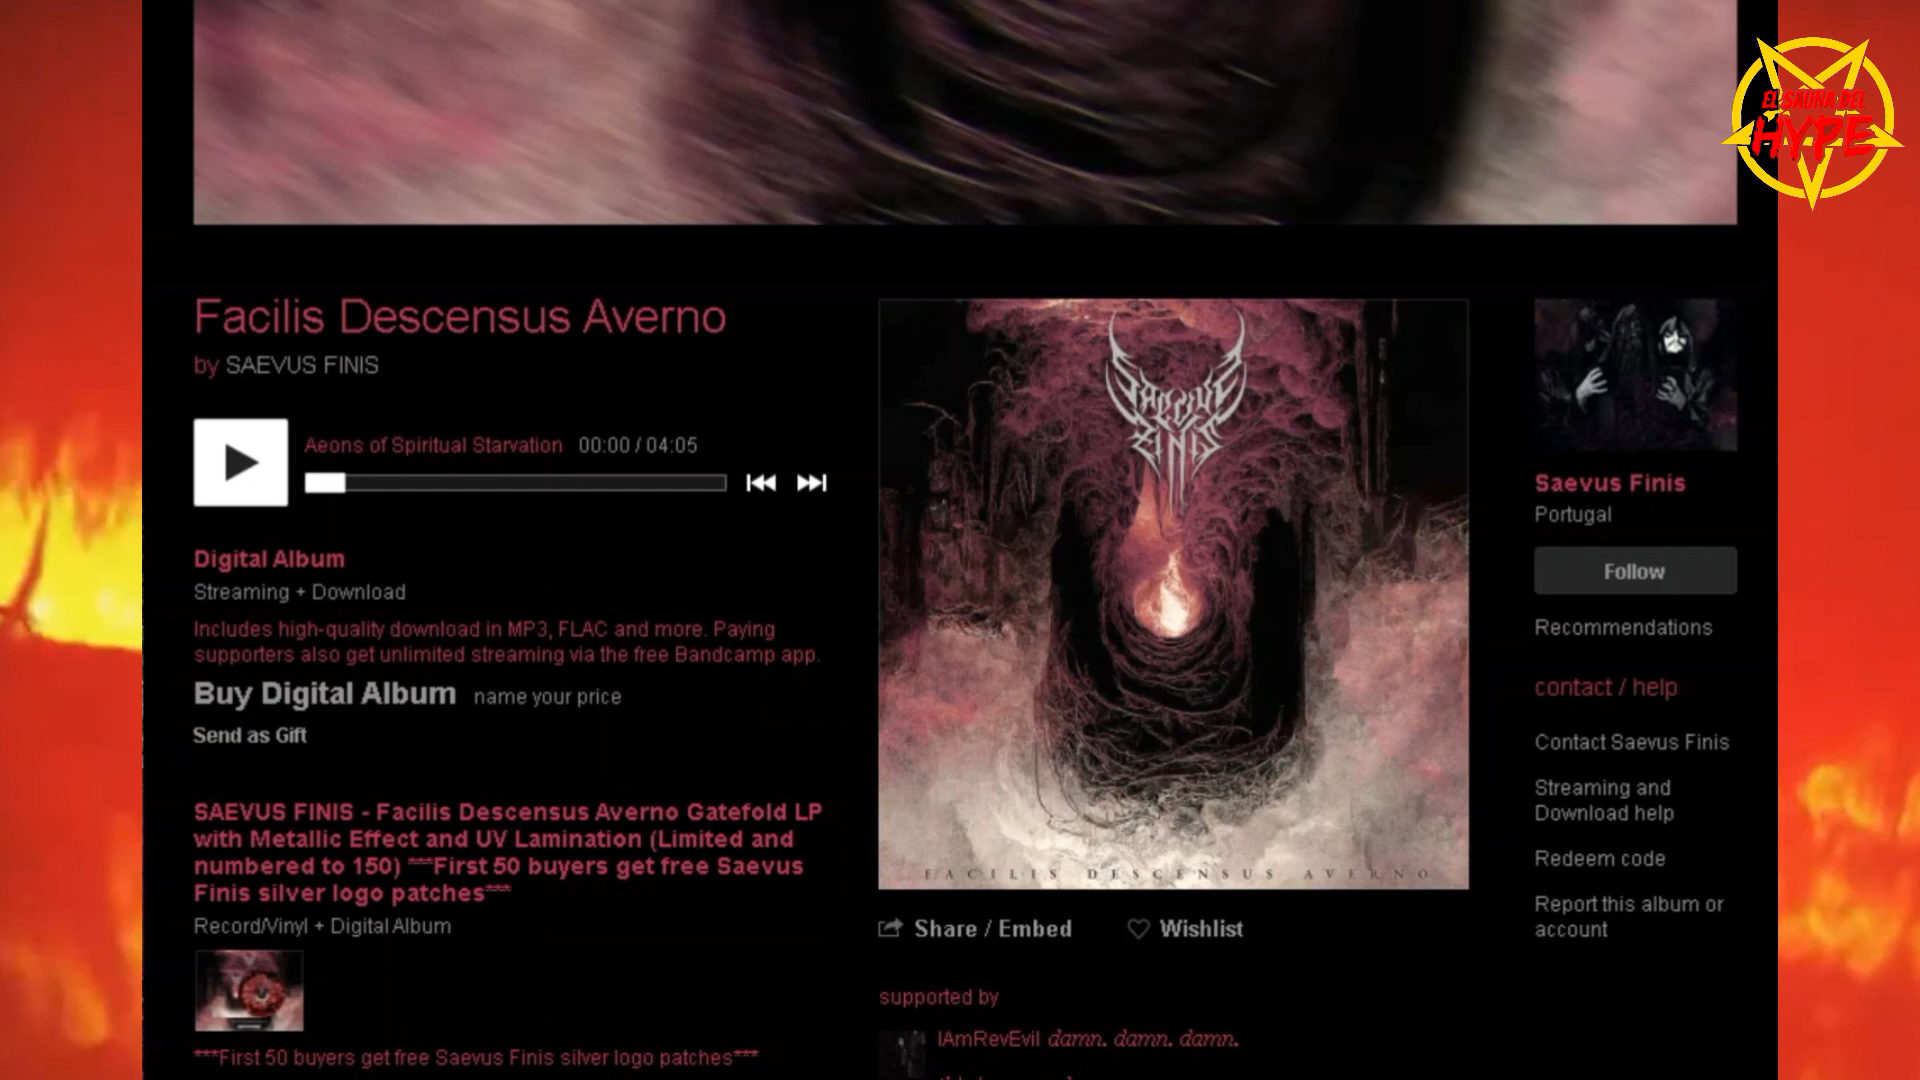 EL SAUNA DEL
HYPE
Facilis Descensus Averno
by SAEVUS FINIS
Aeons of Spiritual Starvation 00:00 / 04:05
Digital Album
Streaming + Download
Includes high-quality download in MP3, FLAC and more. Paying
supporters also get unlimited streaming via the free Bandcamp app.
Buy Digital Album name your price
Send as Gift
SAEVUS FINIS - Facilis Descensus Averno Gatefold LP
with Metallic Effect and UV Lamination (Limited and
numbered to 150) ***First 50 buyers get free Saevus
Finis silver logo patches***
Record/Vinyl + Digital Album
***First 50 buyers get free Saevus Finis silver logo patches***
SAEVUS
FINIS
FACILIS DESCENSUS AVERNO
Share / Embed
Wishlist
supported by
IAmRevEvil damn. damn. damn.
Saevus Finis
Portugal
Follow
Recommendations
contact / help
Contact Saevus Finis
Streaming and
Download help
Redeem code
Report this album or
account